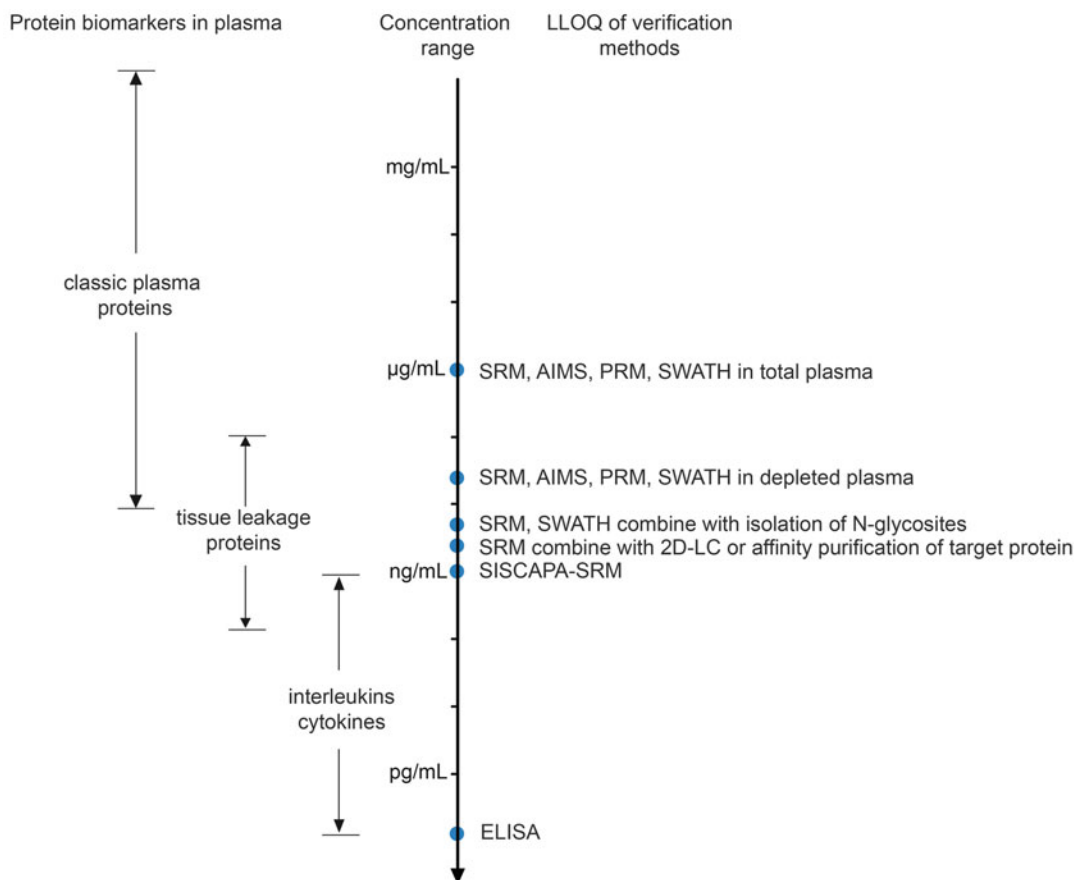 Protein biomarkers in plasma
Concentration
range
LLOQ of verification
methods
mg/mL
classic plasma
proteins
µg/mL
SRM, AIMS, PRM, SWATH in total plasma
SRM, AIMS, PRM, SWATH in depleted plasma
tissue leakage
proteins
SRM, SWATH combine with isolation of N-glycosites
SRM combine with 2D-LC or affinity purification of target protein
ng/mL
SISCAPA-SRM
interleukins
cytokines
pg/mL
ELISA